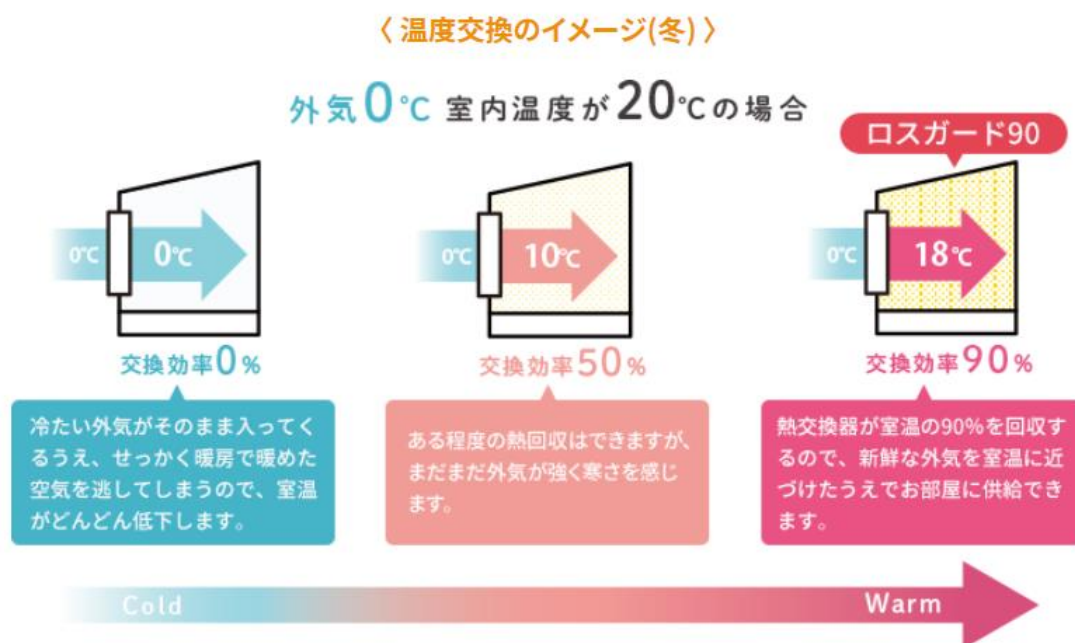 〈 温度交換のイメージ(冬) 〉
外気0℃ 室内温度が20℃の場合
ロスガード90
0℃ 0℃
0℃ 10℃
0℃ 18℃
交換効率0%
交換効率50%
交換効率90%
冷たい外気がそのまま入ってく
るうえ、せっかく暖房で暖めた
空気を逃してしまうので、室温
がどんどん低下します。
ある程度の熱回収はできますが、
まだまだ外気が強く寒さを感じ
ます。
熱交換器が室温の90%を回収す
るので、新鮮な外気を室温に近
づけたうえでお部屋に供給でき
ます。
Cold
Warm